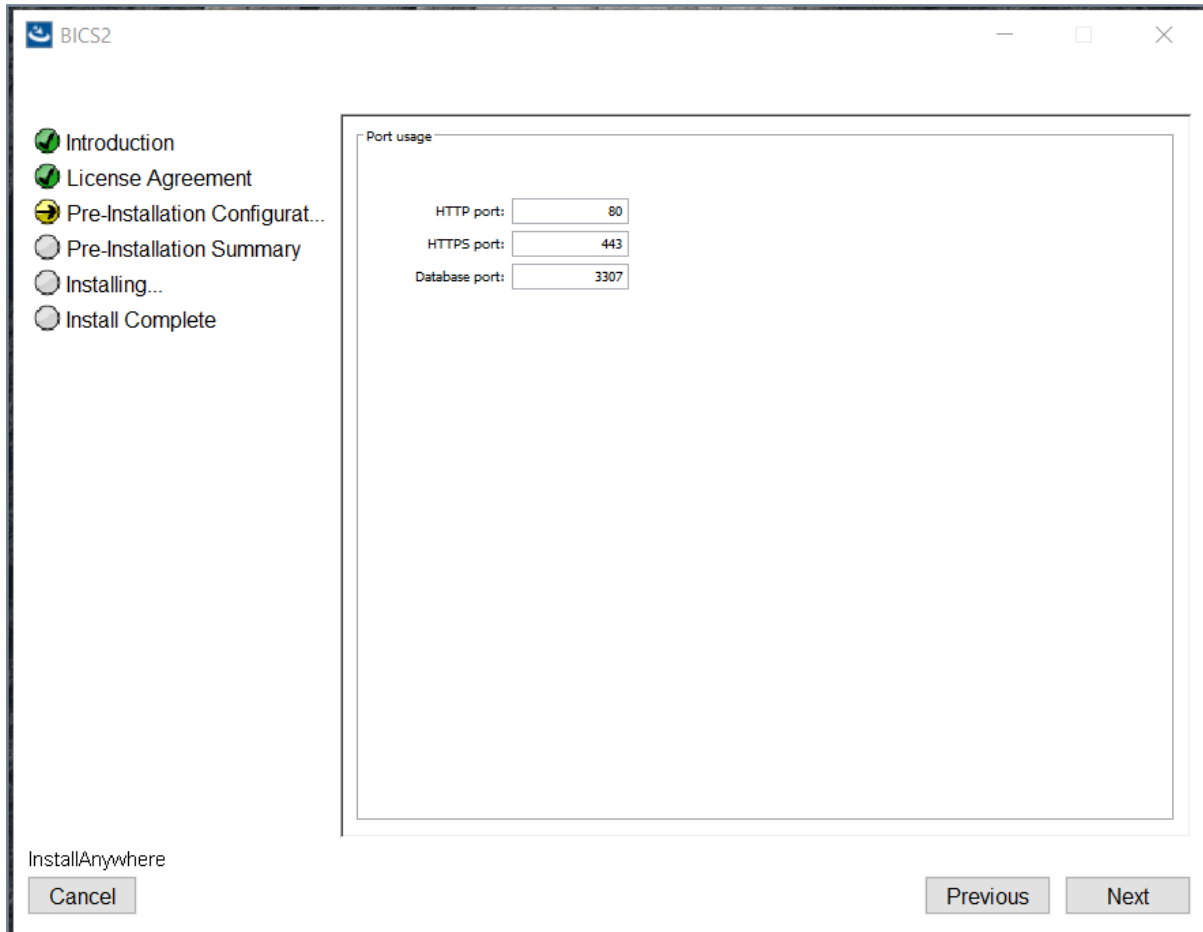 BICS2
Introduction
License Agreement
Pre-Installation Configurat...
Pre-Installation Summary
Installing...
Install Complete
Port usage
HTTP port: 80
HTTPS port: 443
Database port: 3307
InstallAnywhere
Cancel
Previous Next